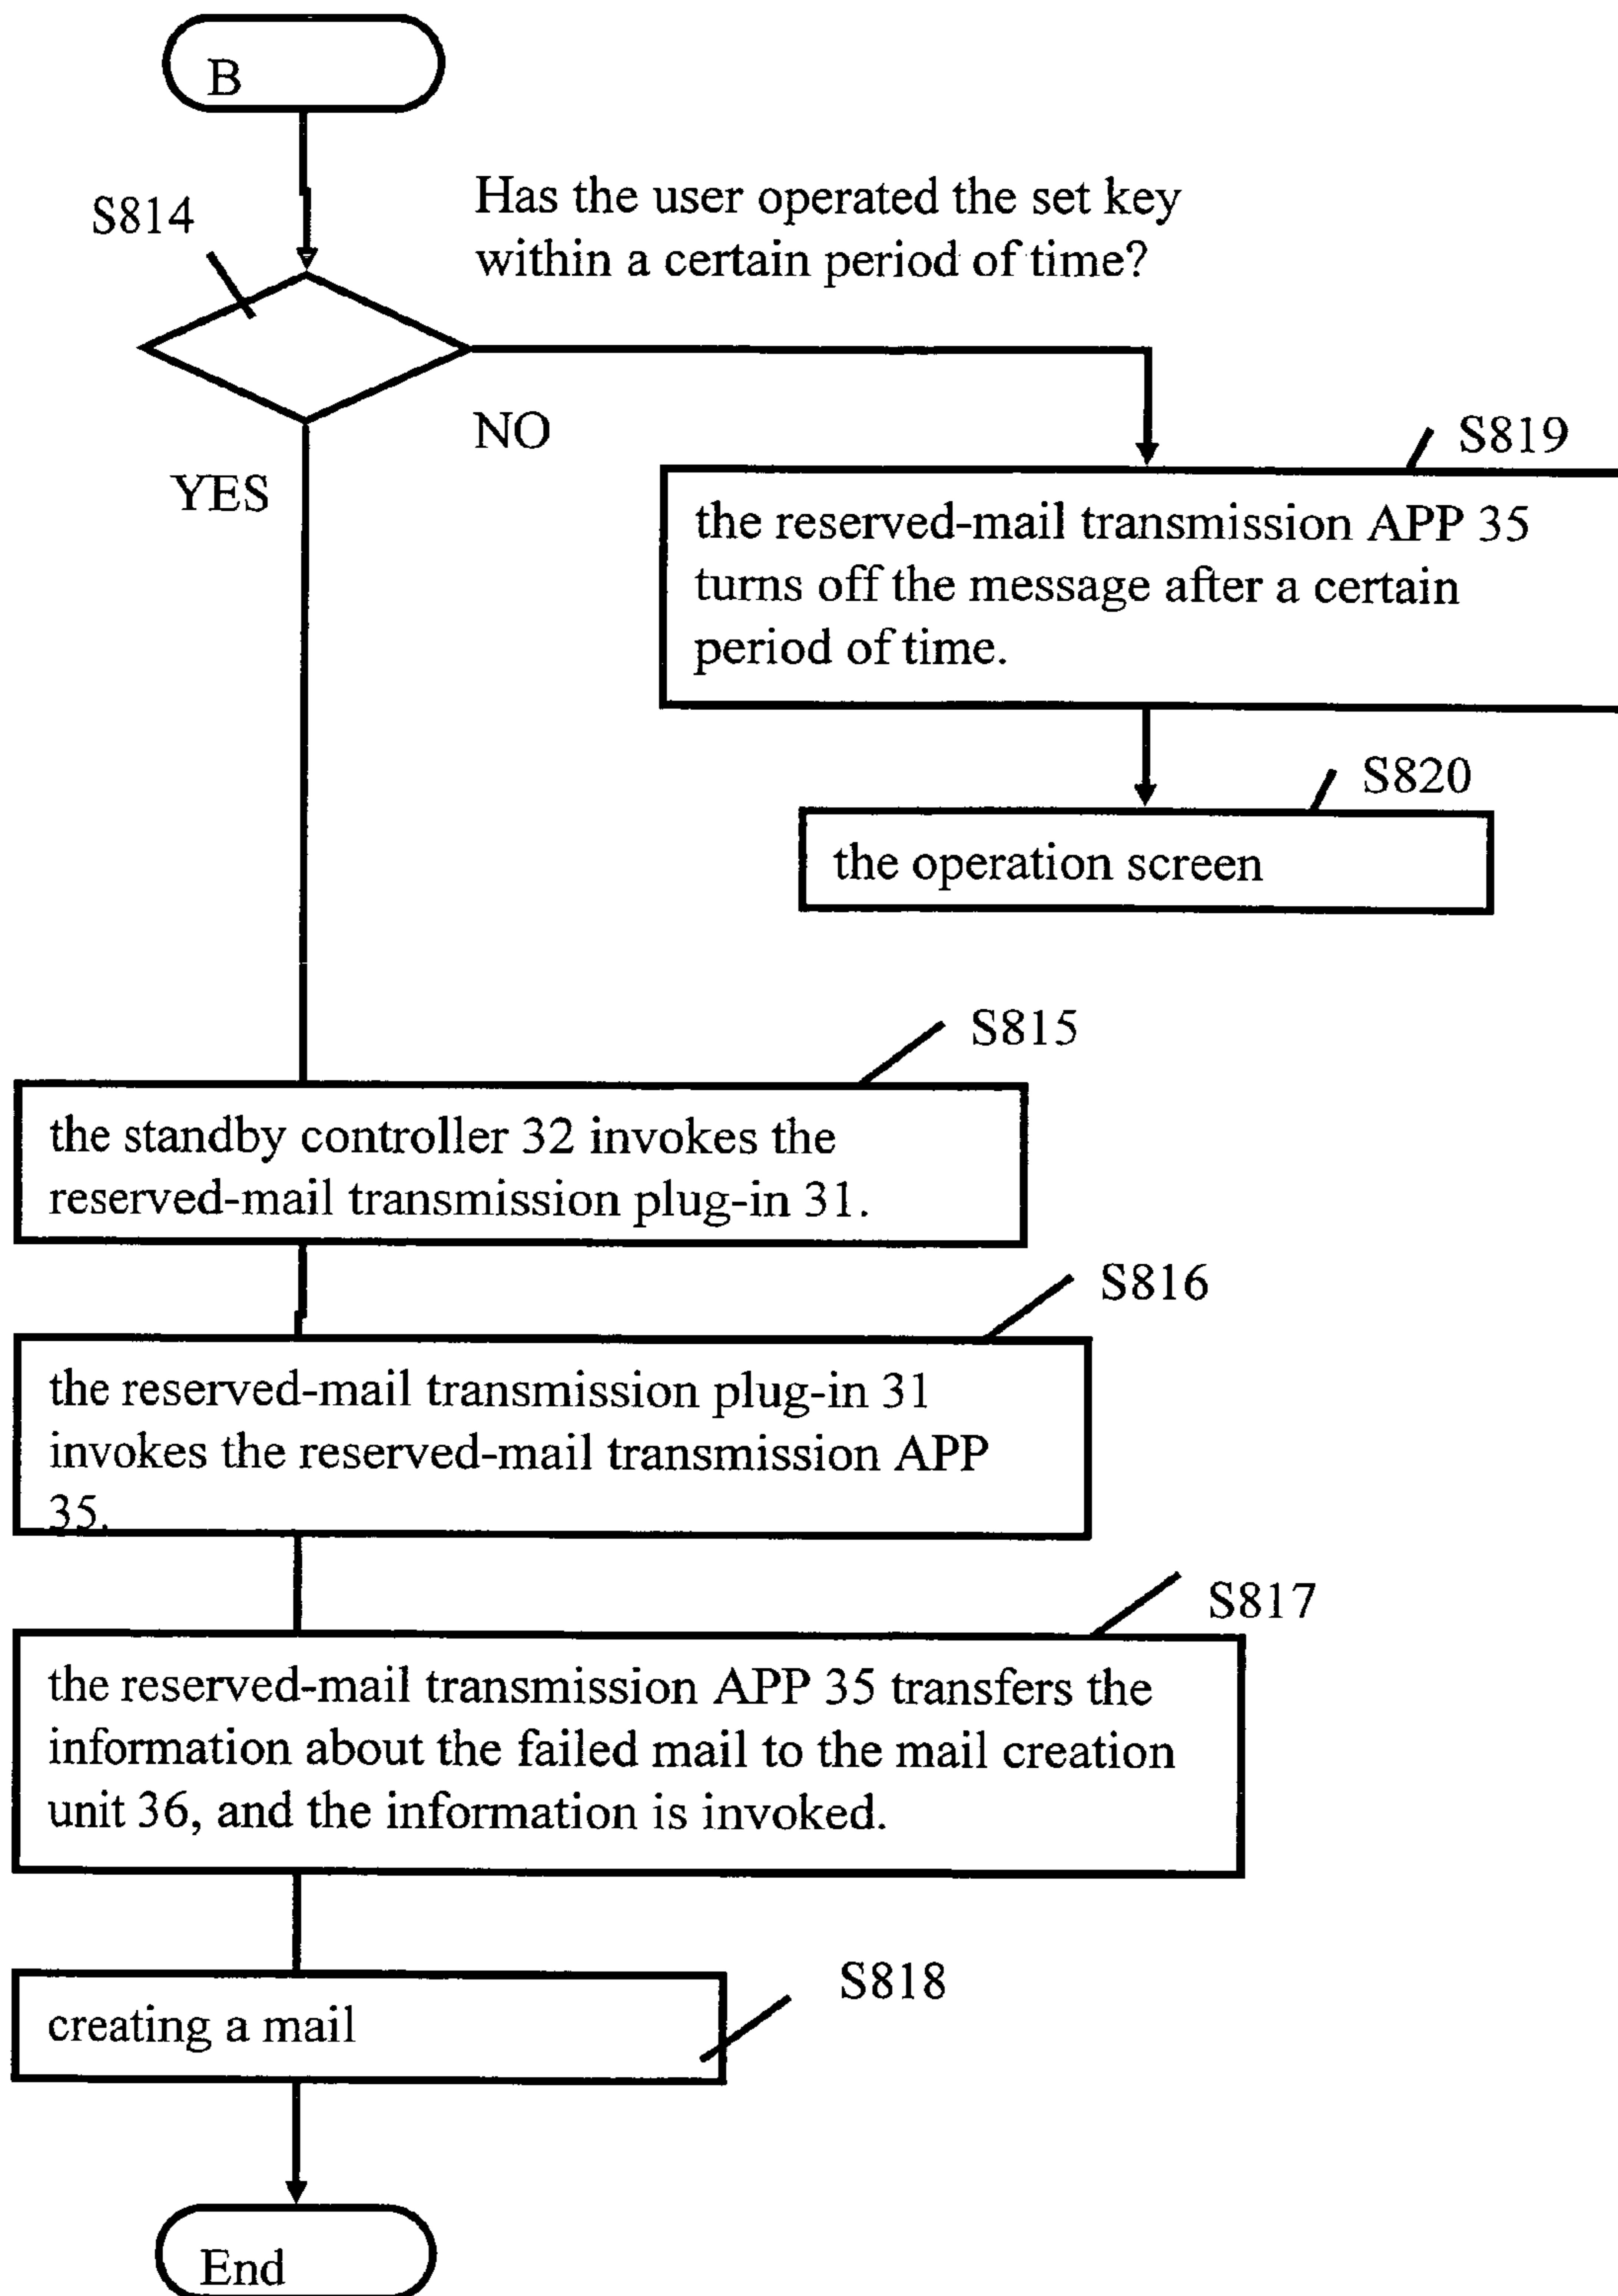 B
S814
Has the user operated the set key
within a certain period of time?
NO
YES
S819
the reserved-mail transmission APP 35
turns off the message after a certain
period of time.
S820
the operation screen
S815
the standby controller 32 invokes the
reserved-mail transmission plug-in 31.
S816
the reserved-mail transmission plug-in 31
invokes the reserved-mail transmission APP
35.
S817
the reserved-mail transmission APP 35 transfers the
information about the failed mail to the mail creation
unit 36, and the information is invoked.
S818
creating a mail
End